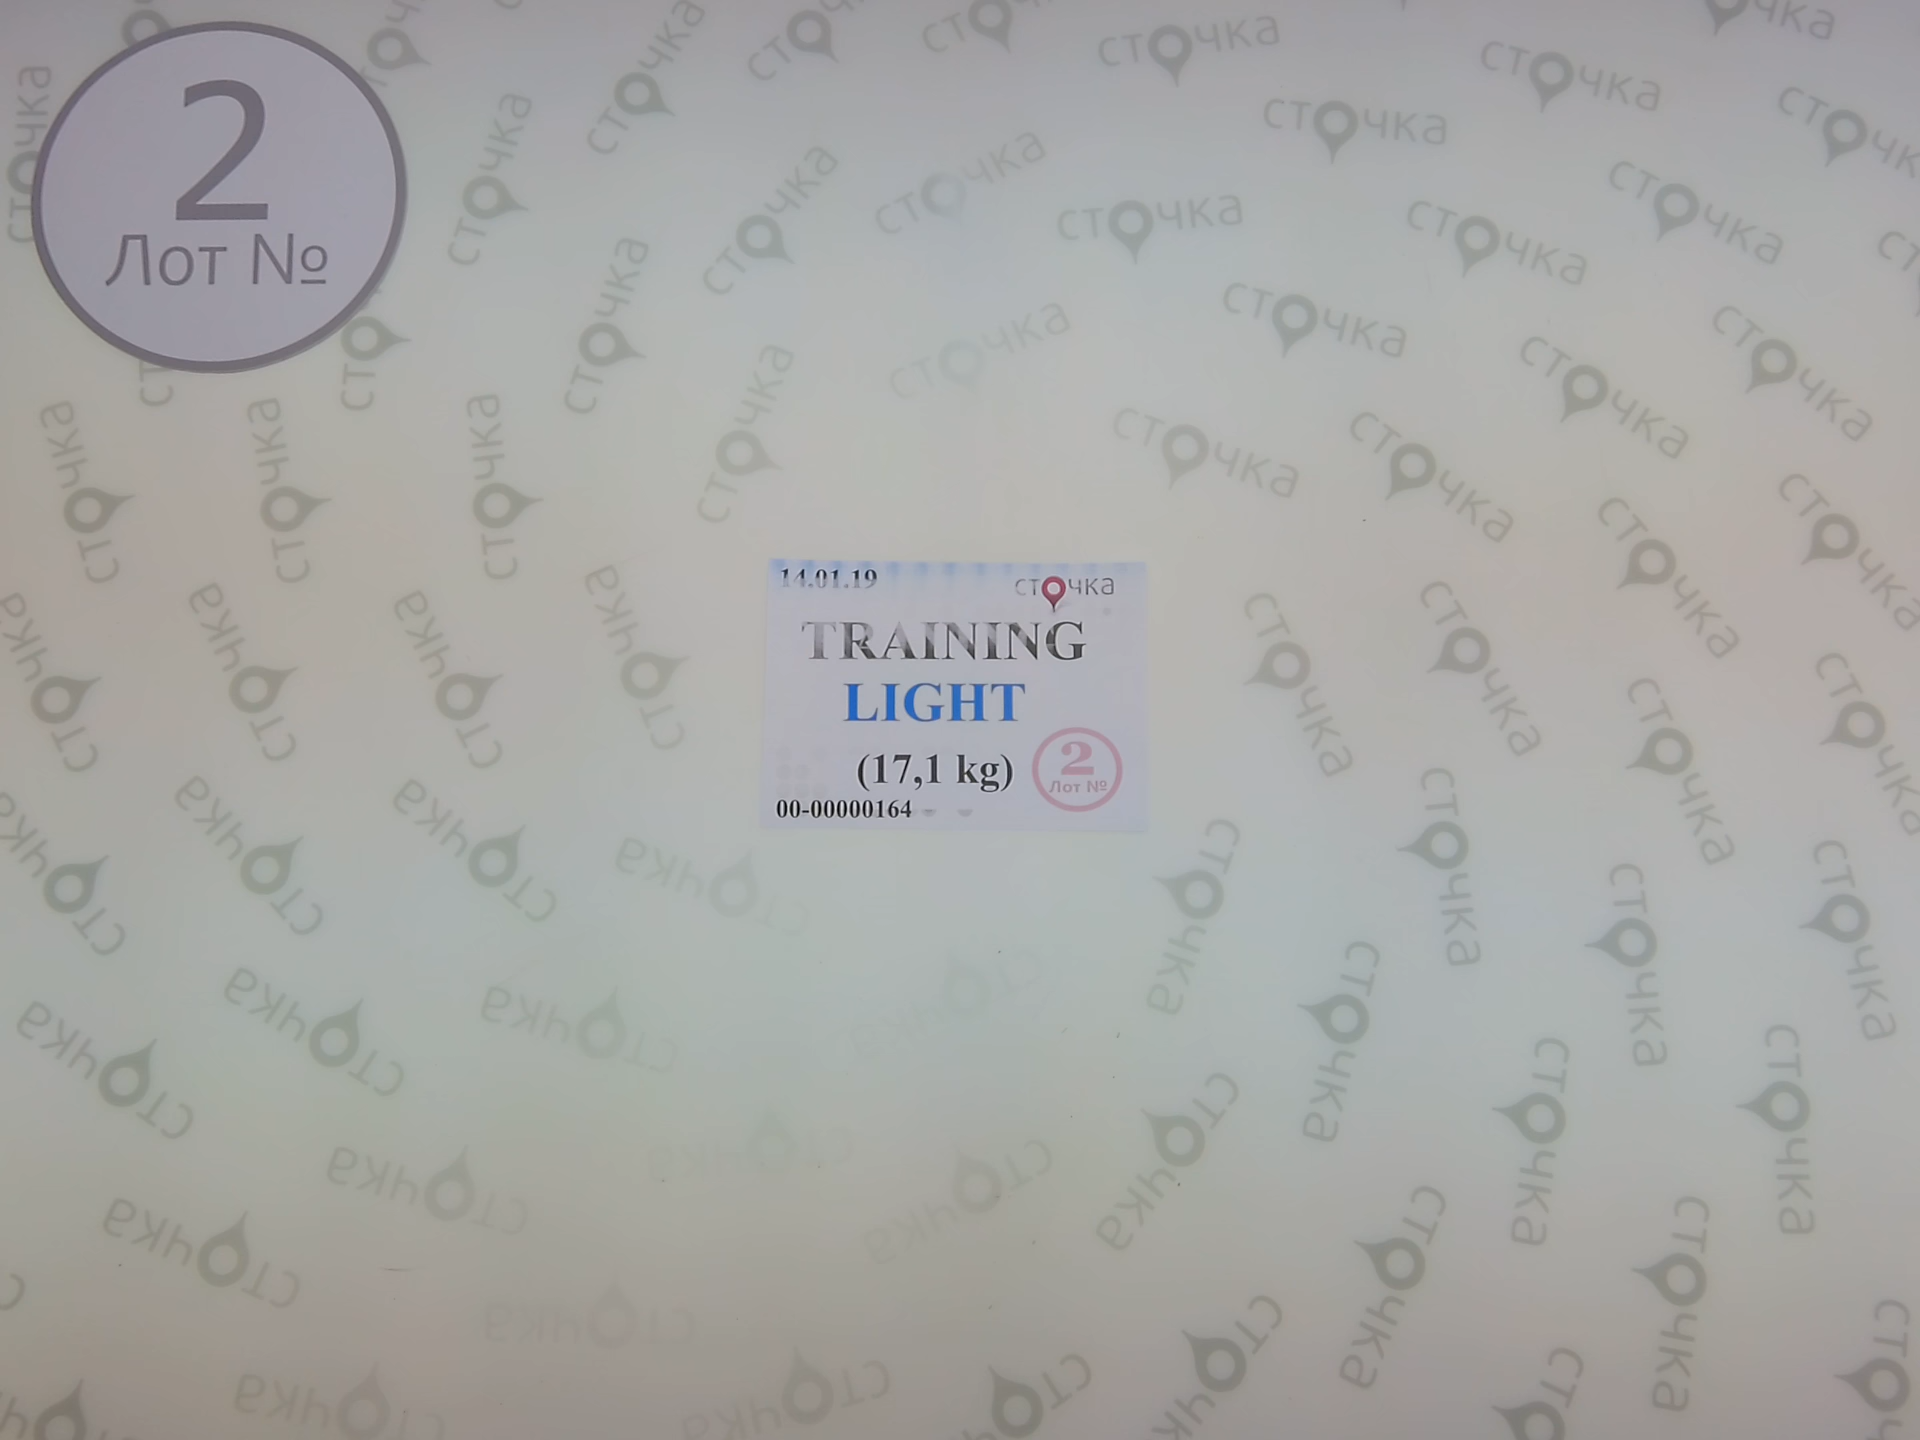 2
Лот №
14.01.19
сточка
TRAINING
LIGHT
(17,1 kg)
2
Лот №
00-00000164